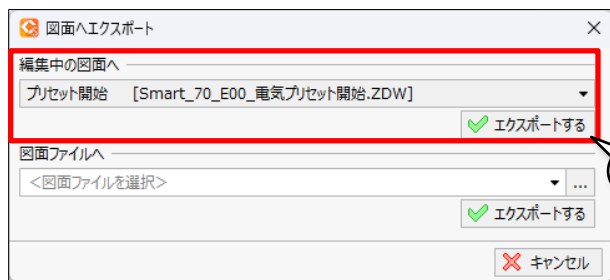 図面へエクスポート
編集中の図面へ
プリセット開始 [Smart_70_E00_電気プリセット開始.ZDW]
エクスポートする
図面ファイルへ
<図面ファイルを選択>
...
エクスポートする
キャンセル